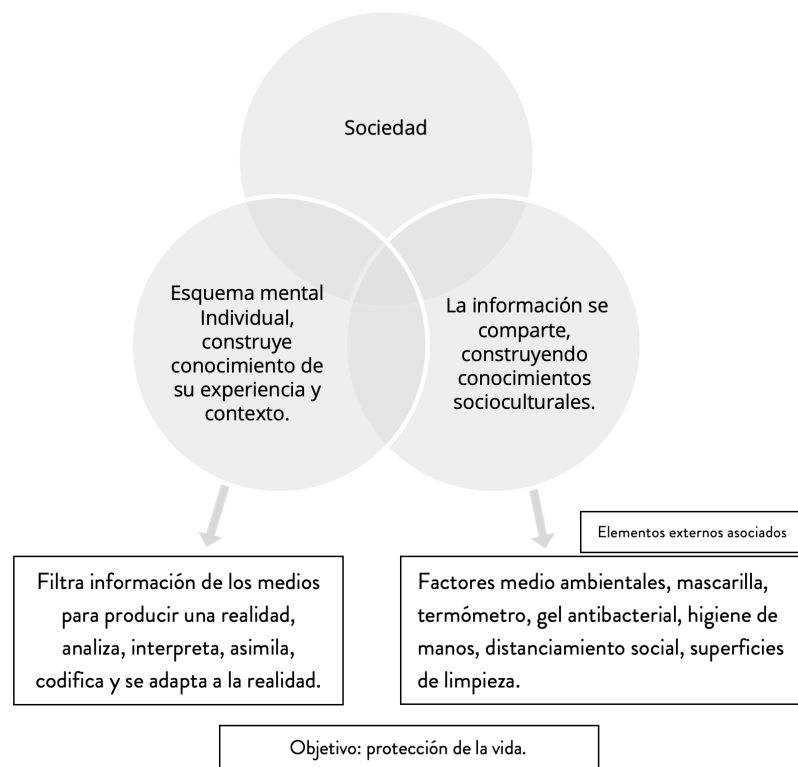 Sociedad
Esquema mental
Individual,
construye
conocimiento de
su experiencia y
contexto.
La información se
comparte,
construyendo
conocimientos
socioculturales.
Elementos externos asociados
Filtra información de los medios
para producir una realidad,
analiza, interpreta, asimila,
codifica y se adapta a la realidad.
Factores medio ambientales, mascarilla,
termómetro, gel antibacterial, higiene de
manos, distanciamiento social, superficies
de limpieza.
Objetivo: protección de la vida.